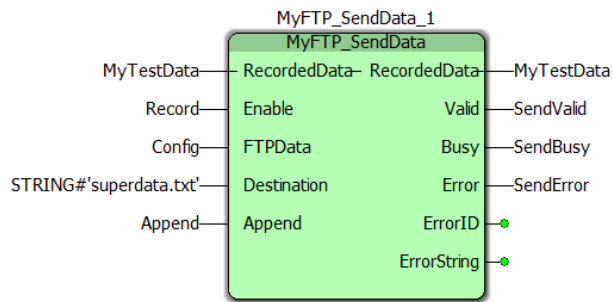 MyFTP_SendData_1
MyFTP_SendData
MyTestData RecordedData RecordedData MyTestData
Record Enable Valid SendValid
Config FTPData Busy SendBusy
STRING#'superdata.txt' Destination Error SendError
Append Append ErrorID
ErrorString